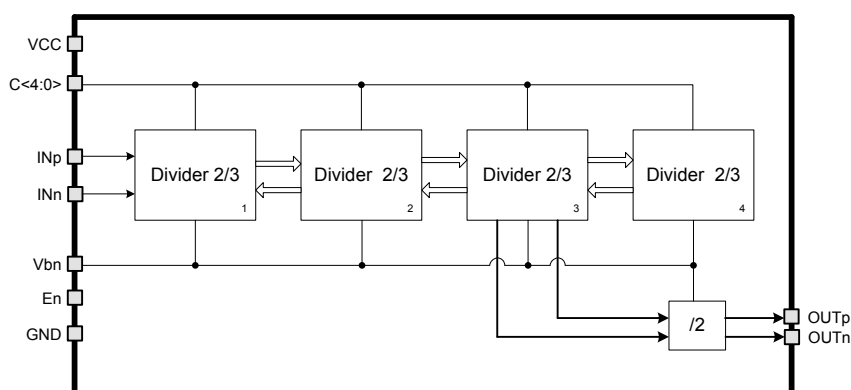 VCC
C<4:0>
INp
INn
Divider 2/3
1
Divider 2/3
2
Divider 2/3
3
Divider 2/3
4
Vbn
En
GND
/2
OUTp
OUTn